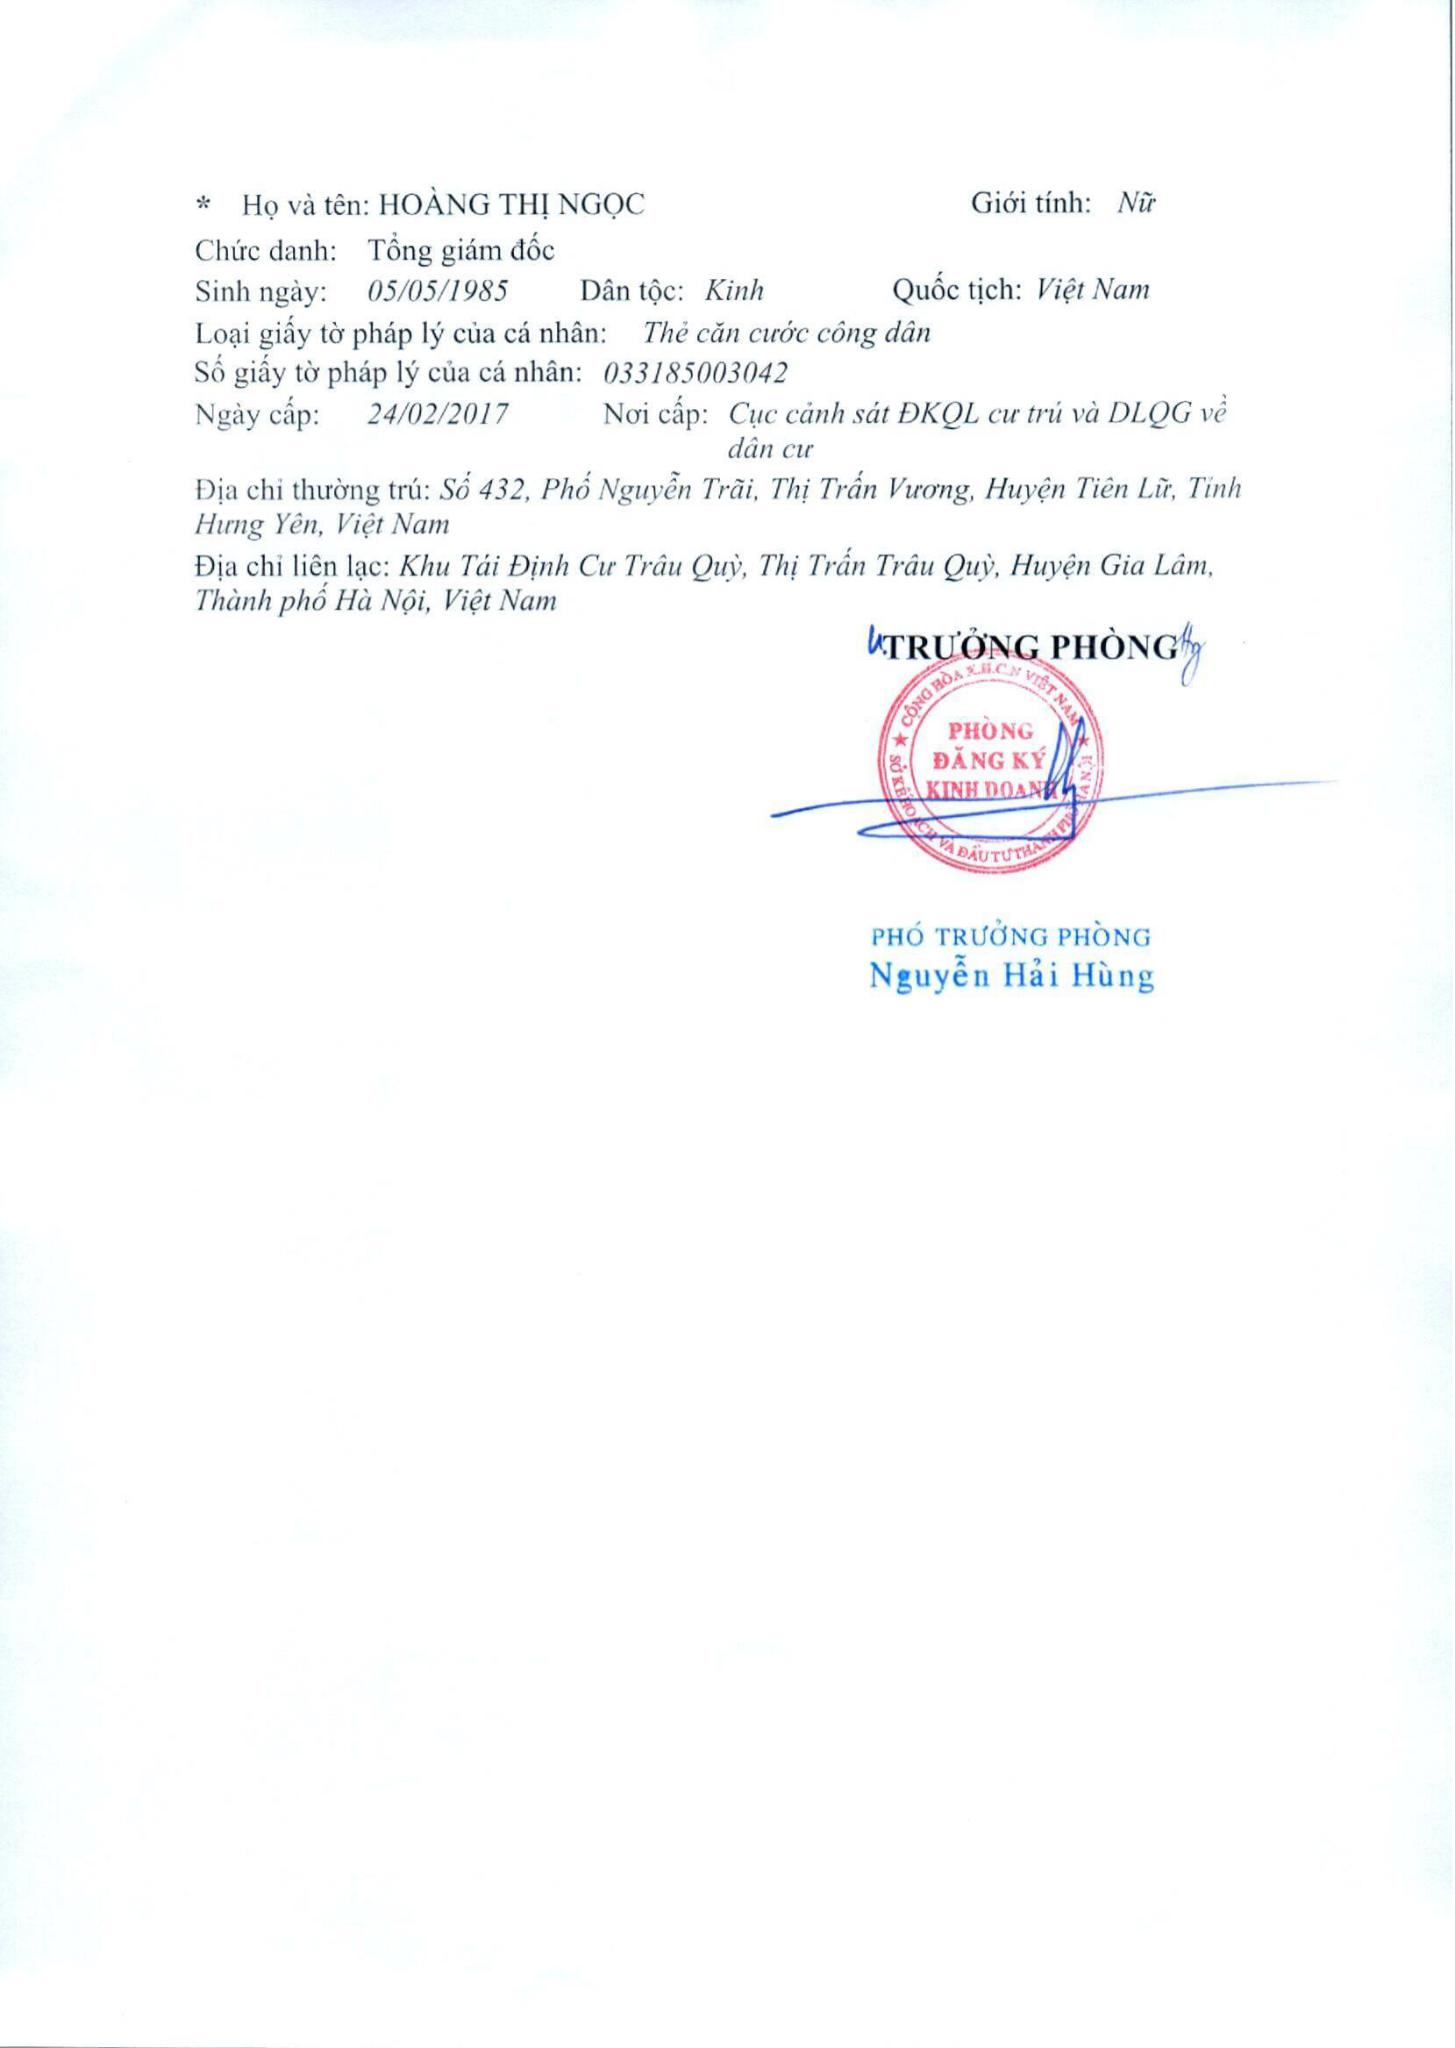 * Họ và tên: HOÀNG THỊ NGỌC Giới tính: Nữ
Chức danh: Tổng giám đốc
Sinh ngày: 05/05/1985 Dân tộc: Kinh Quốc tịch: Việt Nam
Loại giấy tờ pháp lý của cá nhân: Thẻ căn cước công dân
Số giấy tờ pháp lý của cá nhân: 033185003042
Ngày cấp: 24/02/2017 Nơi cấp: Cục cảnh sát ĐKQL cư trú và DLQG về
dân cư
Địa chỉ thường trú: Số 432, Phố Nguyễn Trãi, Thị Trấn Vương, Huyện Tiên Lữ, Tỉnh
Hưng Yên, Việt Nam
Địa chỉ liên lạc: Khu Tái Định Cư Trâu Quỳ, Thị Trấn Trâu Quỳ, Huyện Gia Lâm,
Thành phố Hà Nội, Việt Nam
TRƯỞNG PHÒNG
CỘNG HÒA X.H.C.N VIỆT NAM
PHÒNG
ĐĂNG KÝ
KINH DOANH
SỞ KẾ HOẠCH VÀ ĐẦU TƯ THÀNH PHỐ HÀ NỘI
PHÓ TRƯỞNG PHÒNG
Nguyễn Hải Hùng